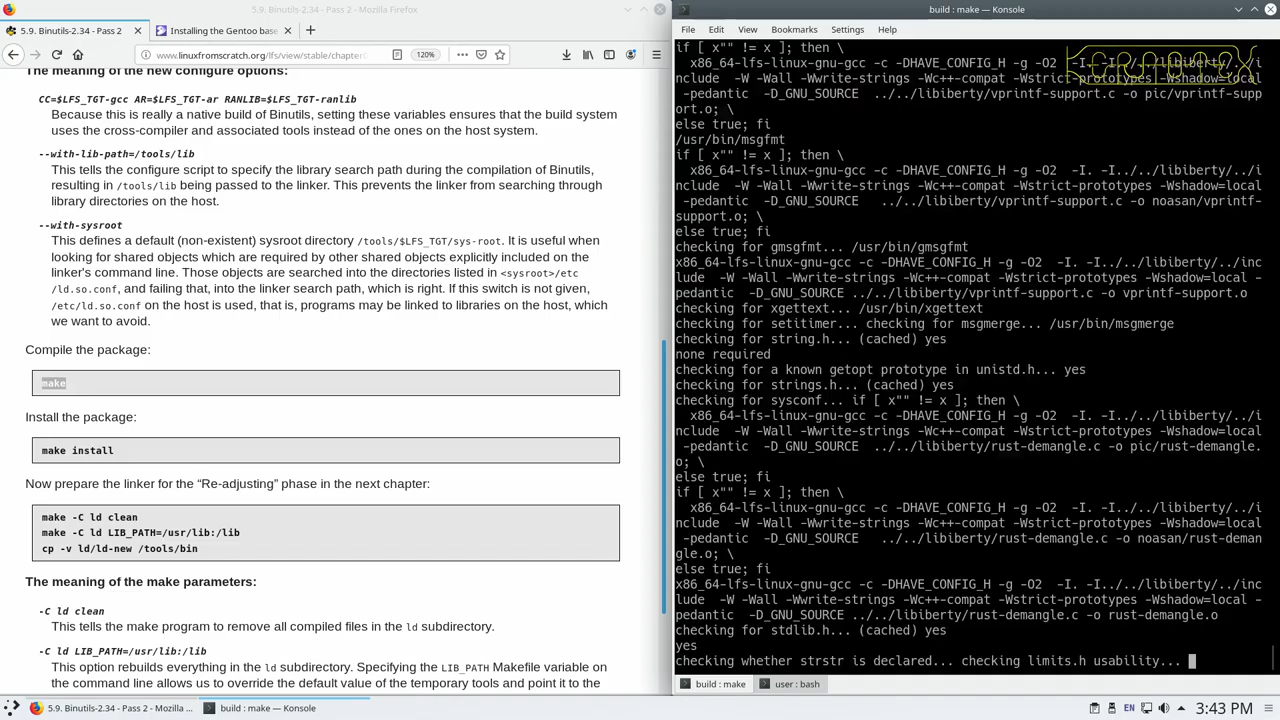 5.9. Binutils-2.34 - Pass 2 - Mozilla Firefox
5.9. Binutils-2.34 - Pass 2
Installing the Gentoo base
www.linuxfromscratch.org/lfs/view/stable/chapter
120%
The meaning of the new configure options:
CC=$LFS_TGT-gcc AR=$LFS_TGT-ar RANLIB=$LFS_TGT-ranlib
Because this is really a native build of Binutils, setting these variables ensures that the build system
uses the cross-compiler and associated tools instead of the ones on the host system.
--with-lib-path=/tools/lib
This tells the configure script to specify the library search path during the compilation of Binutils,
resulting in /tools/lib being passed to the linker. This prevents the linker from searching through
library directories on the host.
--with-sysroot
This defines a default (non-existent) sysroot directory /tools/$LFS_TGT/sys-root. It is useful when
looking for shared objects which are required by other shared objects explicitly included on the
linker's command line. Those objects are searched into the directories listed in <sysroot>/etc
/ld.so.conf, and failing that, into the linker search path, which is right. If this switch is not given,
/etc/ld.so.conf on the host is used, that is, programs may be linked to libraries on the host, which
we want to avoid.
Compile the package:
make
Install the package:
make install
Now prepare the linker for the “Re-adjusting” phase in the next chapter:
make -C ld clean
make -C ld LIB_PATH=/usr/lib:/lib
cp -v ld/ld-new /tools/bin
The meaning of the make parameters:
-C ld clean
This tells the make program to remove all compiled files in the ld subdirectory.
-C ld LIB_PATH=/usr/lib:/lib
This option rebuilds everything in the ld subdirectory. Specifying the LIB_PATH Makefile variable on
the command line allows us to override the default value of the temporary tools and point it to the
build : make — Konsole
File Edit View Bookmarks Settings Help
if [ x"" != x ]; then \
x86_64-lfs-linux-gnu-gcc -c -DHAVE_CONFIG_H -g -O2 -I. -I../../libiberty/../i
nclude -W -Wall -Wwrite-strings -Wc++-compat -Wstrict-prototypes -Wshadow=local
-pedantic -D_GNU_SOURCE ../../libiberty/vprintf-support.c -o pic/vprintf-supp
ort.o; \
else true; fi
/usr/bin/msgfmt
if [ x"" != x ]; then \
x86_64-lfs-linux-gnu-gcc -c -DHAVE_CONFIG_H -g -O2 -I. -I../../libiberty/../i
nclude -W -Wall -Wwrite-strings -Wc++-compat -Wstrict-prototypes -Wshadow=local
-pedantic -D_GNU_SOURCE ../../libiberty/vprintf-support.c -o noasan/vprintf-
support.o; \
else true; fi
checking for gmsgfmt... /usr/bin/gmsgfmt
x86_64-lfs-linux-gnu-gcc -c -DHAVE_CONFIG_H -g -O2 -I. -I../../libiberty/../inc
lude -W -Wall -Wwrite-strings -Wc++-compat -Wstrict-prototypes -Wshadow=local -
pedantic -D_GNU_SOURCE ../../libiberty/vprintf-support.c -o vprintf-support.o
checking for xgettext... /usr/bin/xgettext
checking for setitimer... checking for msgmerge... /usr/bin/msgmerge
checking for string.h... (cached) yes
none required
checking for a known getopt prototype in unistd.h... yes
checking for strings.h... (cached) yes
checking for sysconf... if [ x"" != x ]; then \
x86_64-lfs-linux-gnu-gcc -c -DHAVE_CONFIG_H -g -O2 -I. -I../../libiberty/../i
nclude -W -Wall -Wwrite-strings -Wc++-compat -Wstrict-prototypes -Wshadow=local
-pedantic -D_GNU_SOURCE ../../libiberty/rust-demangle.c -o pic/rust-demangle.
o; \
else true; fi
if [ x"" != x ]; then \
x86_64-lfs-linux-gnu-gcc -c -DHAVE_CONFIG_H -g -O2 -I. -I../../libiberty/../i
nclude -W -Wall -Wwrite-strings -Wc++-compat -Wstrict-prototypes -Wshadow=local
-pedantic -D_GNU_SOURCE ../../libiberty/rust-demangle.c -o noasan/rust-deman
gle.o; \
else true; fi
x86_64-lfs-linux-gnu-gcc -c -DHAVE_CONFIG_H -g -O2 -I. -I../../libiberty/../inc
lude -W -Wall -Wwrite-strings -Wc++-compat -Wstrict-prototypes -Wshadow=local -
pedantic -D_GNU_SOURCE ../../libiberty/rust-demangle.c -o rust-demangle.o
checking for stdlib.h... (cached) yes
yes
checking whether strstr is declared... checking limits.h usability...
build : make
user : bash
5.9. Binutils-2.34 - Pass 2 - Mozilla ...
build : make — Konsole
EN
3:43 PM